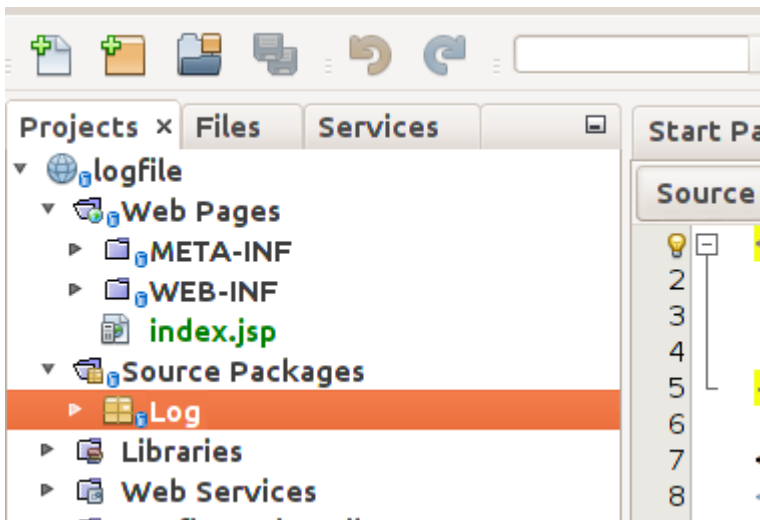 Projects × Files Services
Start Pa
logfile
Source
Web Pages
META-INF
2
WEB-INF
3
index.jsp
4
Source Packages
5
Log
6
Libraries
7
Web Services
8